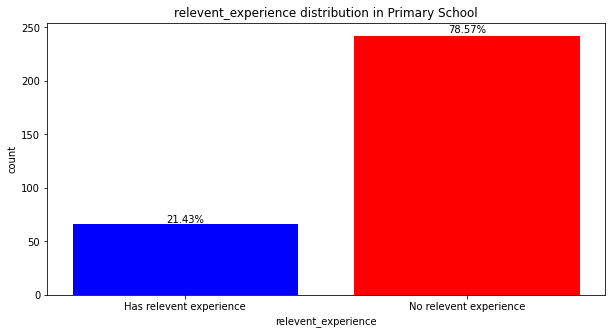 relevent_experience distribution in Primary School
250
200
150
100
50
0
count
21.43%
78.57%
Has relevent experience
No relevent experience
relevent_experience